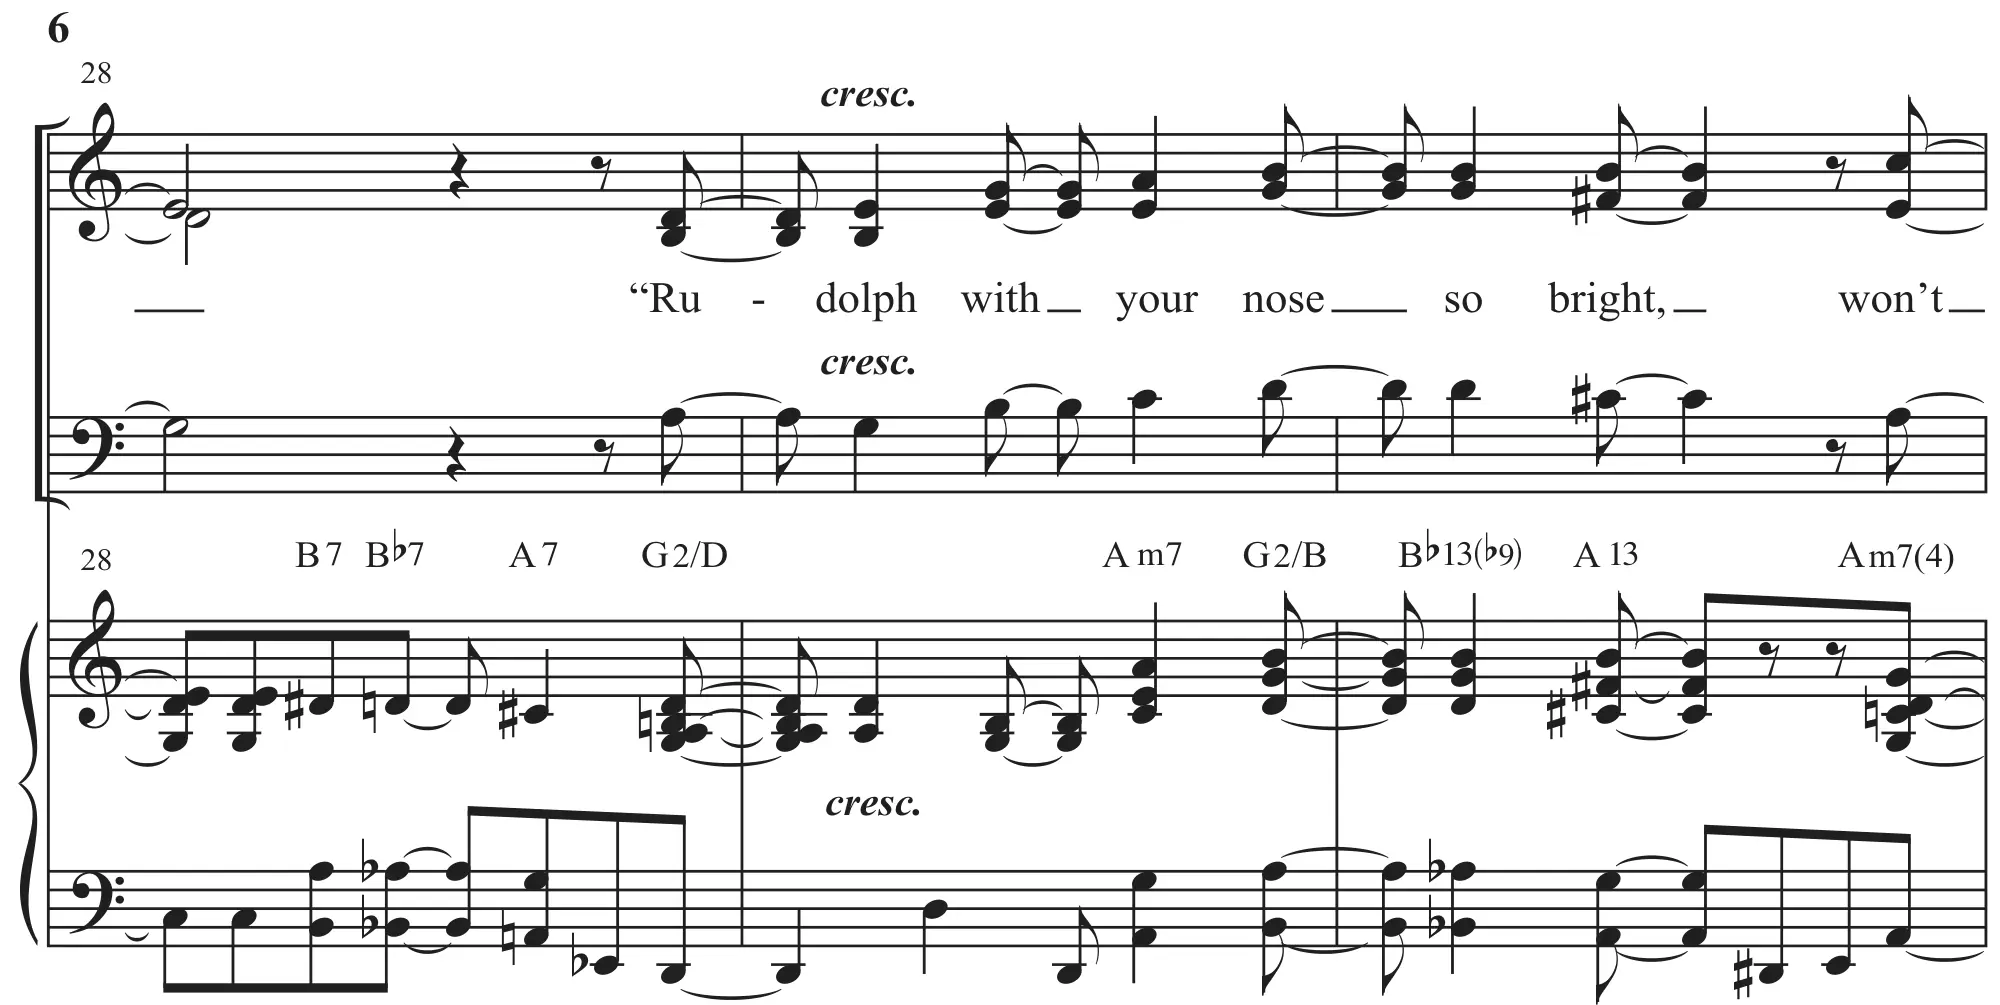 6
28
cresc.
“Ru - dolph with your nose so bright, won’t
cresc.
28 B7 B♭7 A7 G2/D Am7 G2/B B♭13(♭9) A13 Am7(4)
cresc.